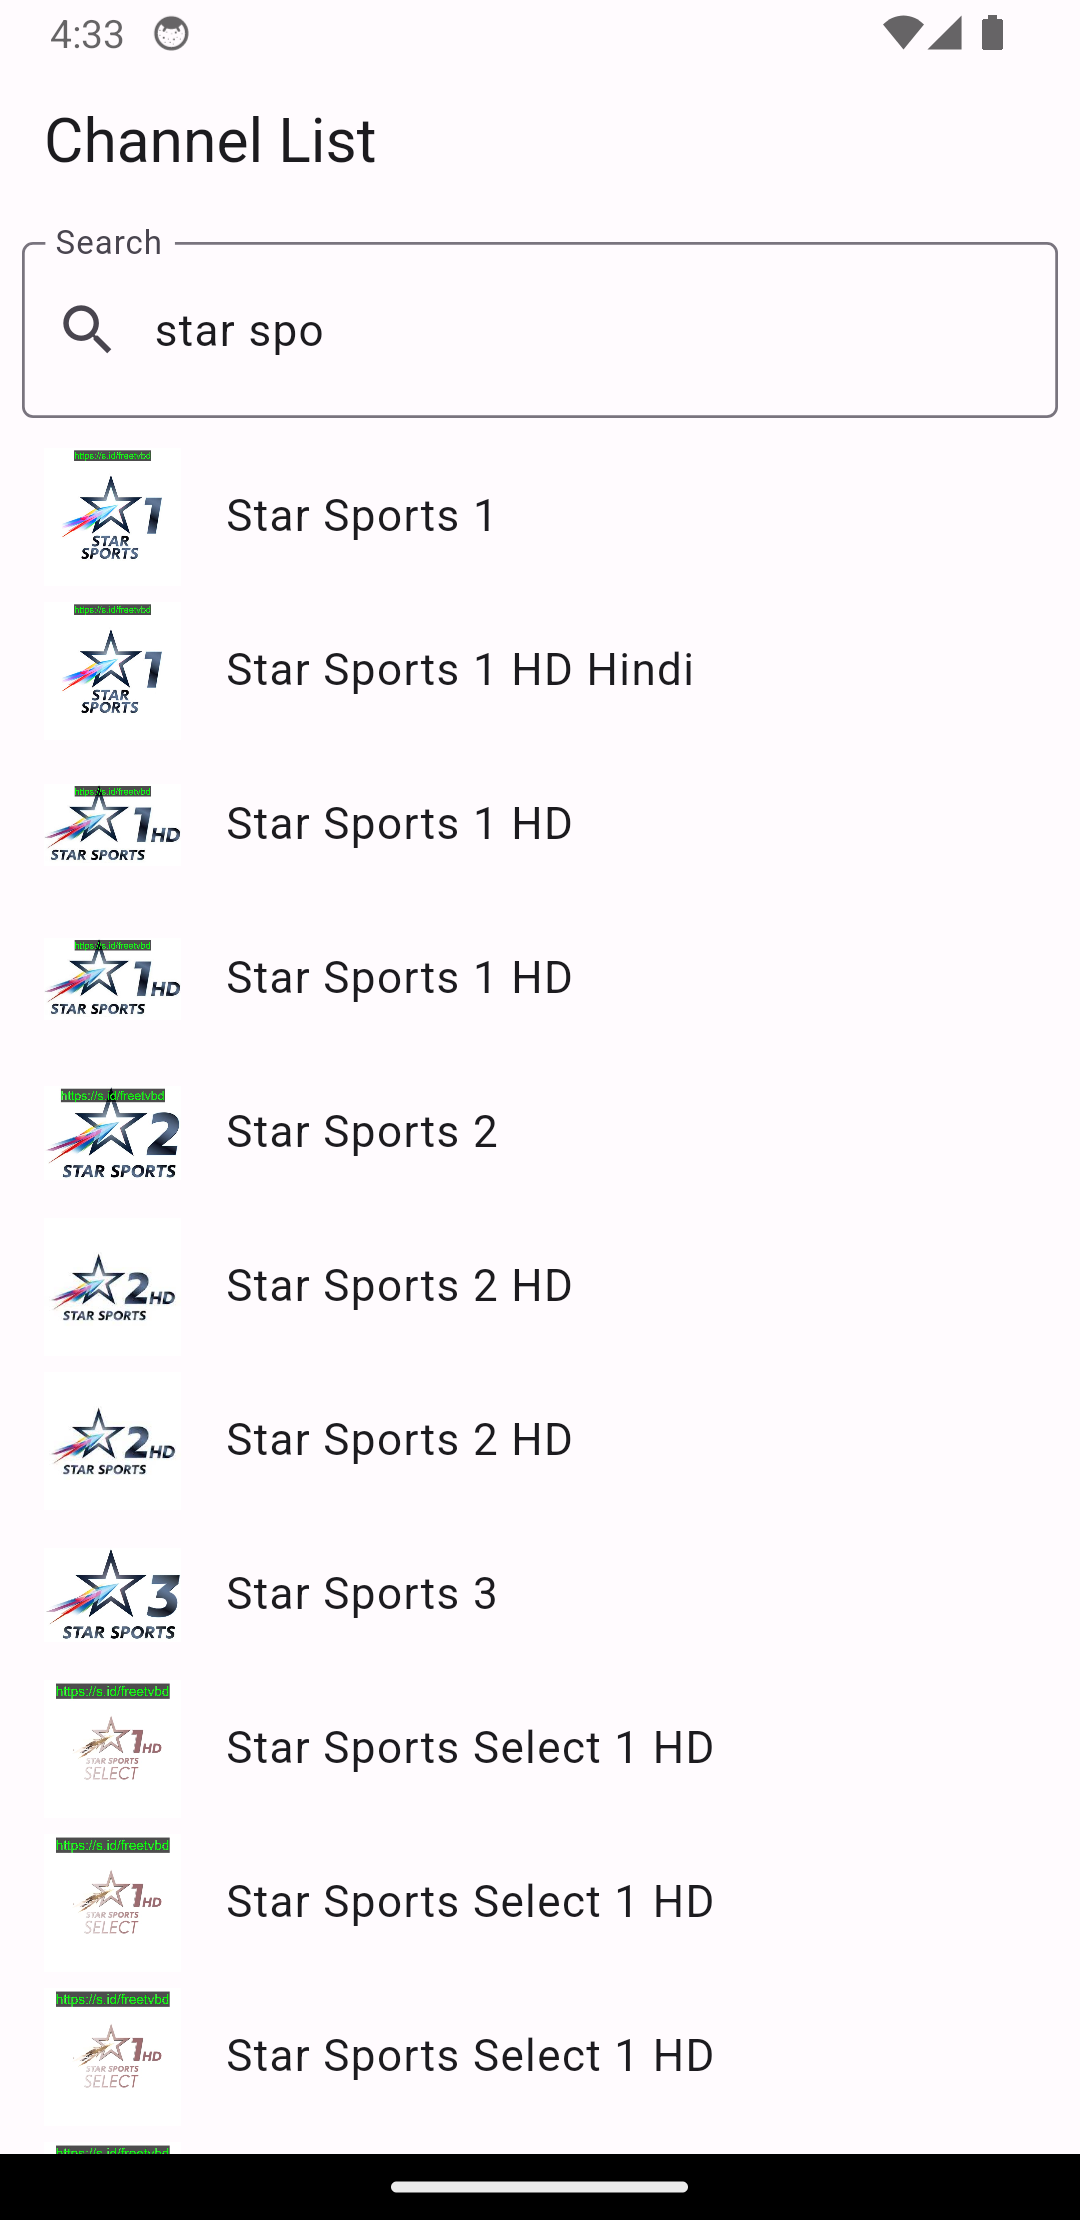 4:33
Channel List
Search
star spo
https://s.id/freetvbd
1
STAR
SPORTS
Star Sports 1
https://s.id/freetvbd
1
STAR
SPORTS
Star Sports 1 HD Hindi
https://s.id/freetvbd
1HD
STAR SPORTS
Star Sports 1 HD
https://s.id/freetvbd
1HD
STAR SPORTS
Star Sports 1 HD
https://s.id/freetvbd
2
STAR SPORTS
Star Sports 2
2HD
STAR SPORTS
Star Sports 2 HD
2HD
STAR SPORTS
Star Sports 2 HD
3
STAR SPORTS
Star Sports 3
https://s.id/freetvbd
1HD
STAR SPORTS
SELECT
Star Sports Select 1 HD
https://s.id/freetvbd
1HD
STAR SPORTS
SELECT
Star Sports Select 1 HD
https://s.id/freetvbd
1HD
STAR SPORTS
SELECT
Star Sports Select 1 HD
https://s.id/freetvbd